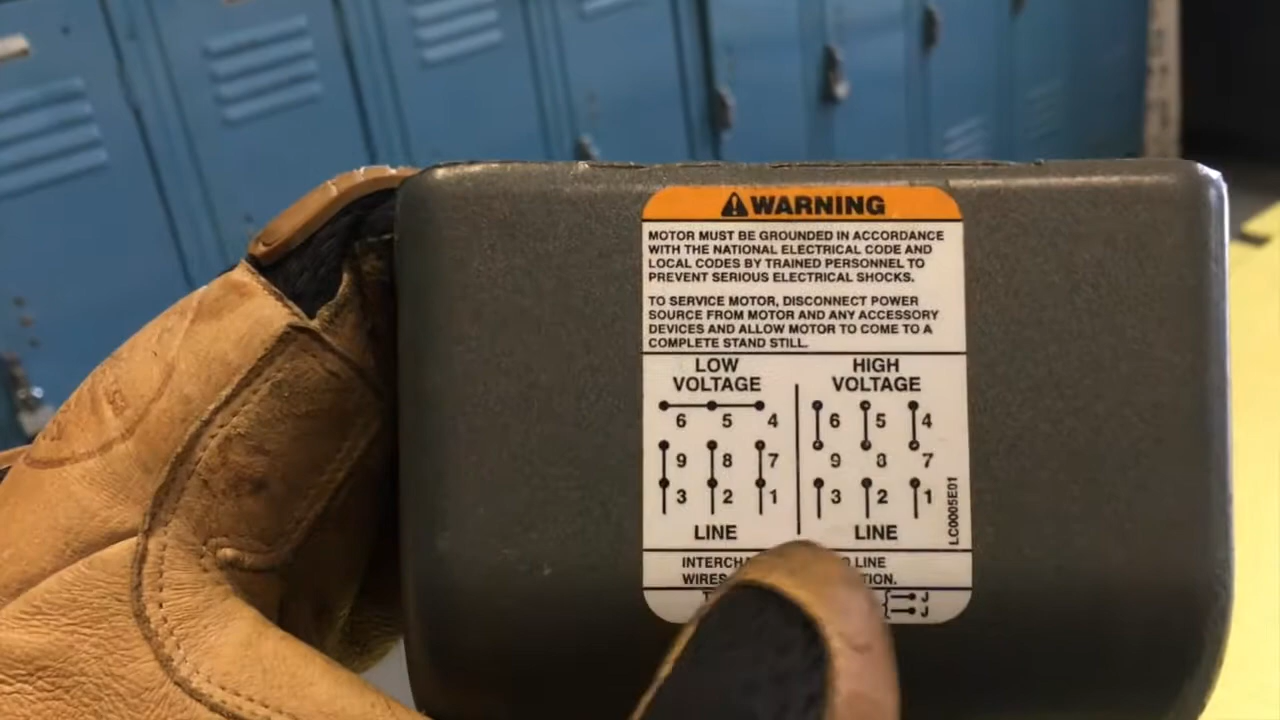 WARNING
MOTOR MUST BE GROUNDED IN ACCORDANCE
WITH THE NATIONAL ELECTRICAL CODE AND
LOCAL CODES BY TRAINED PERSONNEL TO
PREVENT SERIOUS ELECTRICAL SHOCKS.
TO SERVICE MOTOR, DISCONNECT POWER
SOURCE FROM MOTOR AND ANY ACCESSORY
DEVICES AND ALLOW MOTOR TO COME TO A
COMPLETE STAND STILL.
LOW
VOLTAGE
6 5 4
9 8 7
3 2 1
LINE
HIGH
VOLTAGE
6 5 4
9 8 7
3 2 1
LINE
LC0005E01
LINE
WIRES
J
J